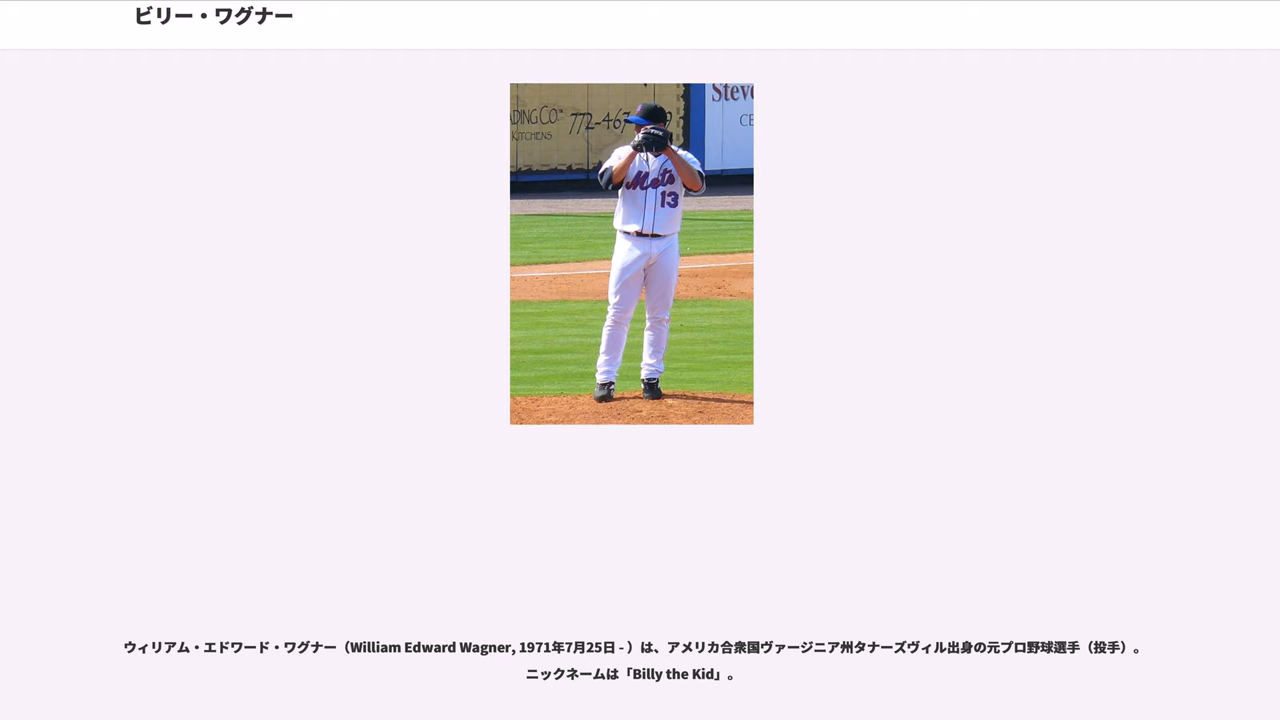 ビリー・ワグナー
ADING CO.
KITCHENS
772-467
9
Steve
CE
Mets
13
ウィリアム・エドワード・ワグナー（William Edward Wagner, 1971年7月25日 - ）は、アメリカ合衆国ヴァージニア州タナーズヴィル出身の元プロ野球選手（投手）。
ニックネームは「Billy the Kid」。